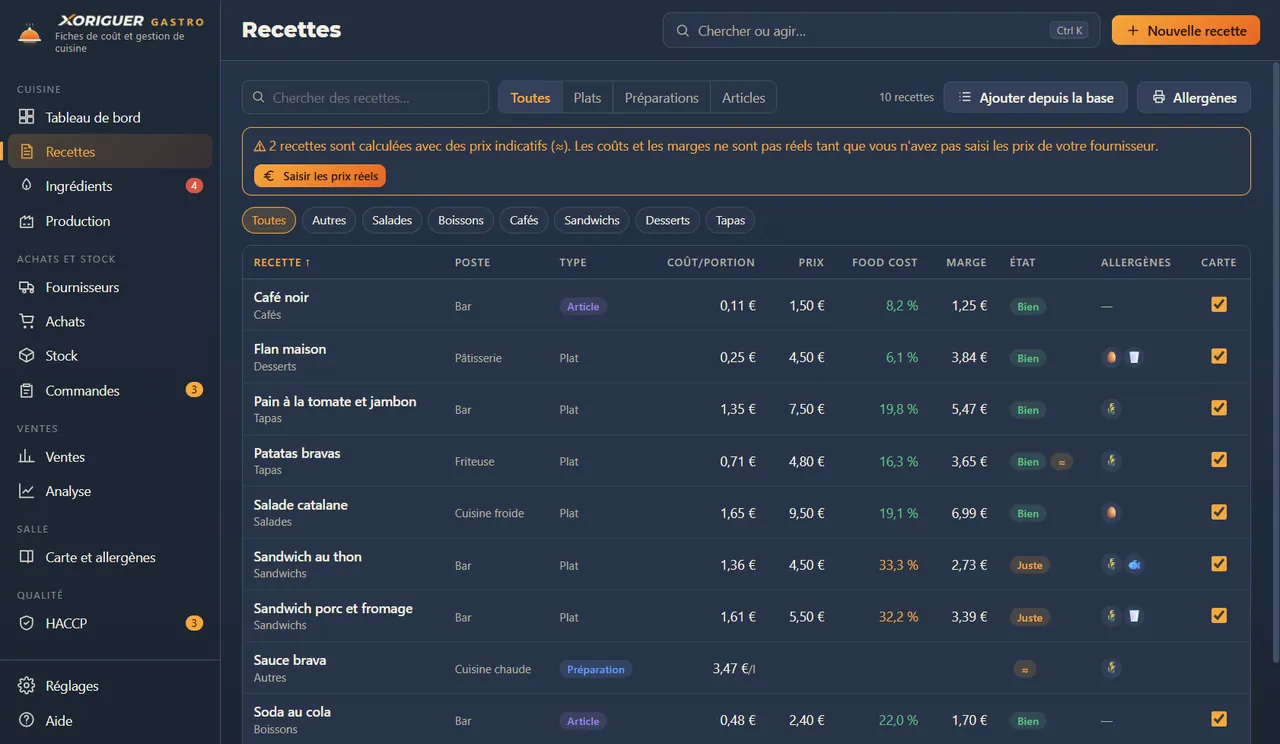 XORIGUER GASTRO
Fiches de coût et gestion de
cuisine
Recettes
Chercher ou agir...
Ctrl K
+ Nouvelle recette
CUISINE
Tableau de bord
Recettes
Ingrédients 4
Production
ACHATS ET STOCK
Fournisseurs
Achats
Stock
Commandes 3
VENTES
Ventes
Analyse
SALLE
Carte et allergènes
QUALITÉ
HACCP 3
Réglages
Aide
Chercher des recettes...
Toutes Plats Préparations Articles
10 recettes
Ajouter depuis la base
Allergènes
⚠ 2 recettes sont calculées avec des prix indicatifs (≈). Les coûts et les marges ne sont pas réels tant que vous n'avez pas saisi les prix de votre fournisseur.
€ Saisir les prix réels
Toutes Autres Salades Boissons Cafés Sandwichs Desserts Tapas
RECETTE ↑ POSTE TYPE COÛT/PORTION PRIX FOOD COST MARGE ÉTAT ALLERGÈNES CARTE
Café noir
Cafés
Bar Article 0,11 € 1,50 € 8,2 % 1,25 € Bien —
Flan maison
Desserts
Pâtisserie Plat 0,25 € 4,50 € 6,1 % 3,84 € Bien
Pain à la tomate et jambon
Tapas
Bar Plat 1,35 € 7,50 € 19,8 % 5,47 € Bien
Patatas bravas
Tapas
Friteuse Plat 0,71 € 4,80 € 16,3 % 3,65 € Bien ≈
Salade catalane
Salades
Cuisine froide Plat 1,65 € 9,50 € 19,1 % 6,99 € Bien
Sandwich au thon
Sandwichs
Bar Plat 1,36 € 4,50 € 33,3 % 2,73 € Juste
Sandwich porc et fromage
Sandwichs
Bar Plat 1,61 € 5,50 € 32,2 % 3,39 € Juste
Sauce brava
Autres
Cuisine chaude Préparation 3,47 €/l ≈
Soda au cola
Boissons
Bar Article 0,48 € 2,40 € 22,0 % 1,70 € Bien —